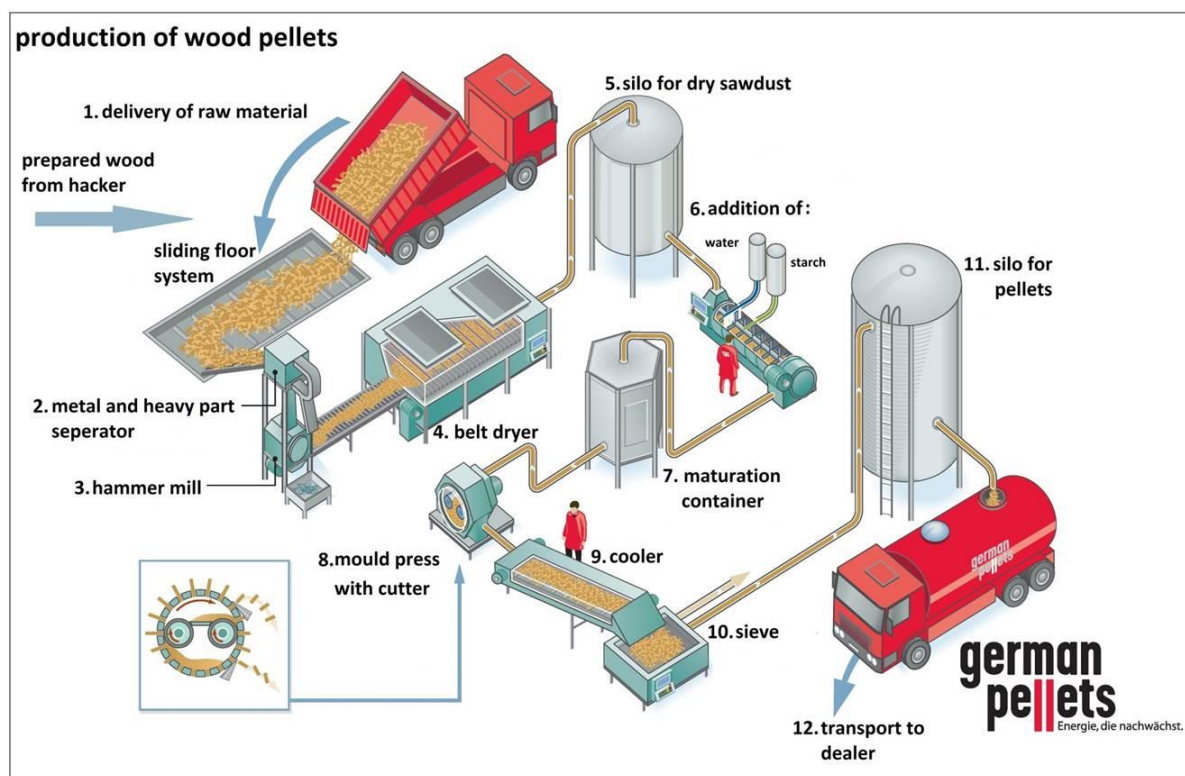 production of wood pellets
1. delivery of raw material
prepared wood
from hacker
sliding floor
system
2. metal and heavy part
seperator
3. hammer mill
4. belt dryer
5. silo for dry sawdust
6. addition of:
water
starch
7. maturation
container
8. mould press
with cutter
9. cooler
10. sieve
11. silo for
pellets
german
pellets
12. transport to
dealer
german
pellets
Energie, die nachwächst.